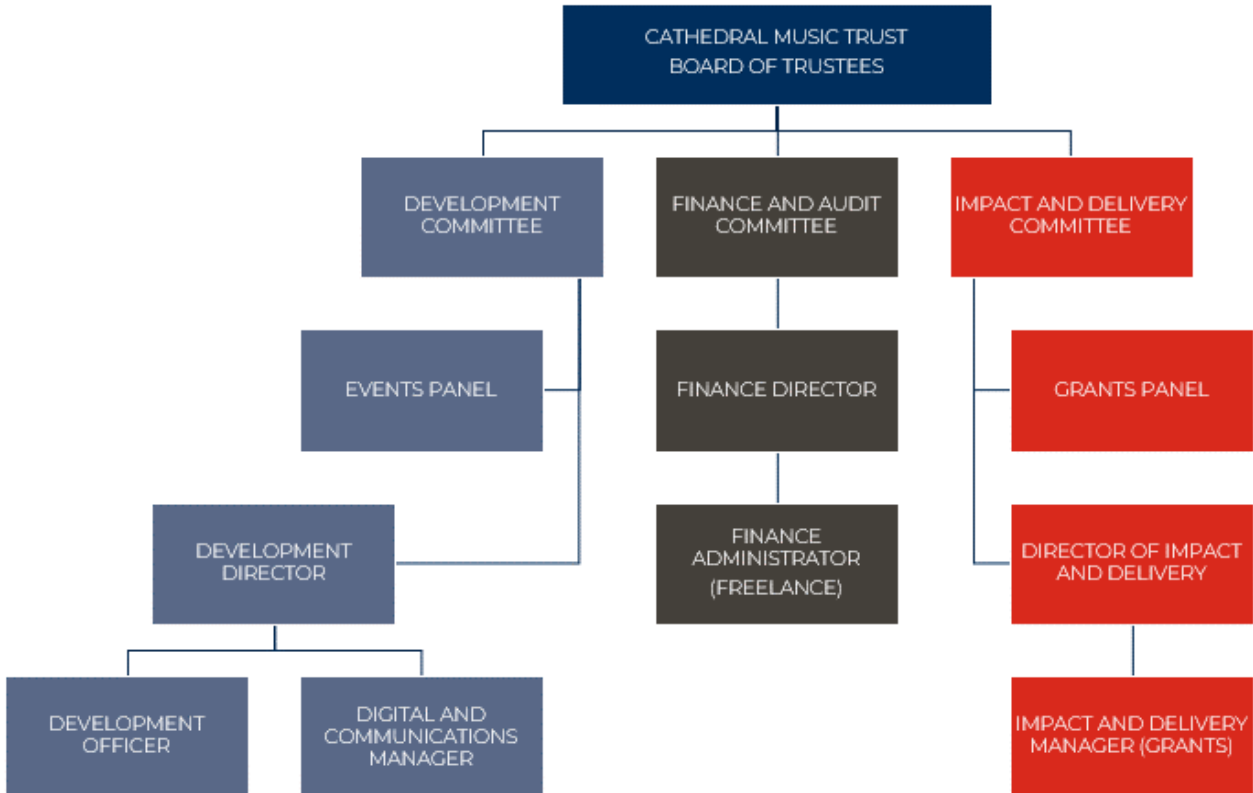 CATHEDRAL MUSIC TRUST
BOARD OF TRUSTEES
DEVELOPMENT
COMMITTEE
FINANCE AND AUDIT
COMMITTEE
IMPACT AND DELIVERY
COMMITTEE
EVENTS PANEL
FINANCE DIRECTOR
GRANTS PANEL
DEVELOPMENT
DIRECTOR
FINANCE
ADMINISTRATOR
(FREELANCE)
DIRECTOR OF IMPACT
AND DELIVERY
DEVELOPMENT
OFFICER
DIGITAL AND
COMMUNICATIONS
MANAGER
IMPACT AND DELIVERY
MANAGER (GRANTS)